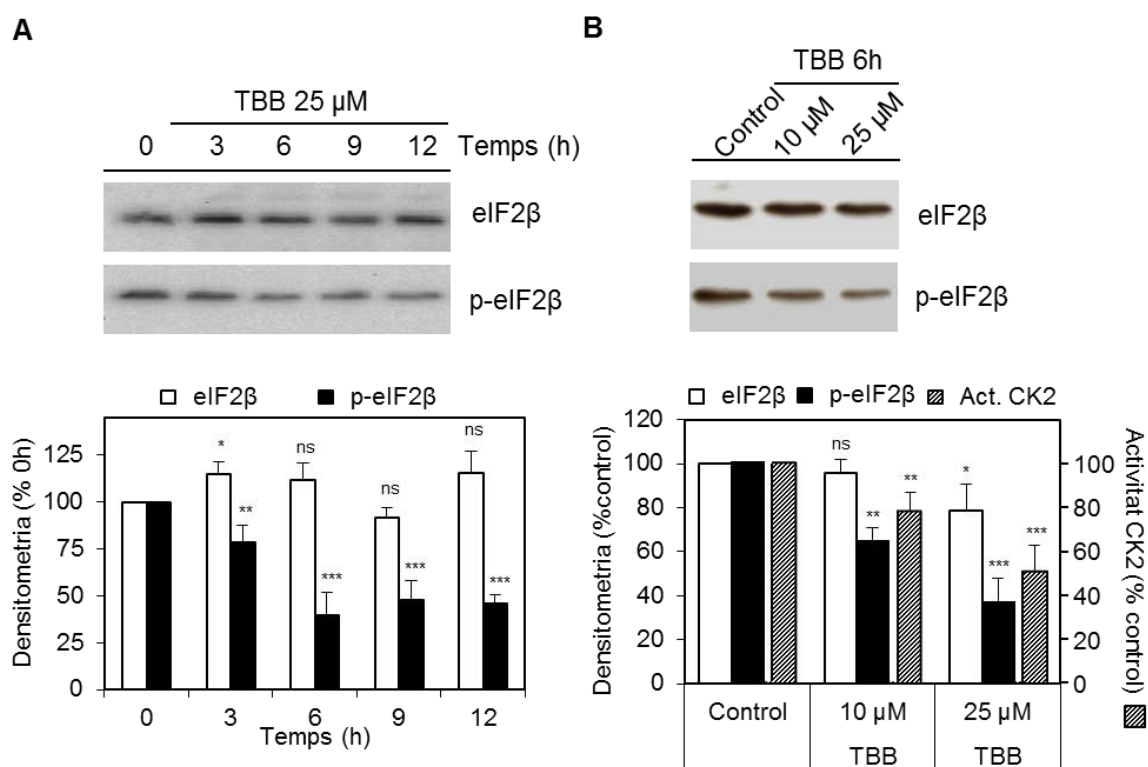 A
TBB 25 µM
0 3 6 9 12 Temps (h)
eIF2β
p-eIF2β
eIF2β p-eIF2β
Densitometria (% 0h)
125
100
75
50
25
0
* ** ns *** ns *** ns ***
0 3 6 9 12
Temps (h)
B
TBB 6h
Control 10 µM 25 µM
eIF2β
p-eIF2β
eIF2β p-eIF2β Act. CK2
Densitometria (%control)
120
100
80
60
40
20
0
ns ** ** * *** ***
100
80
60
40
20
0
Activitat CK2 (% control)
Control 10 µM 25 µM
TBB TBB